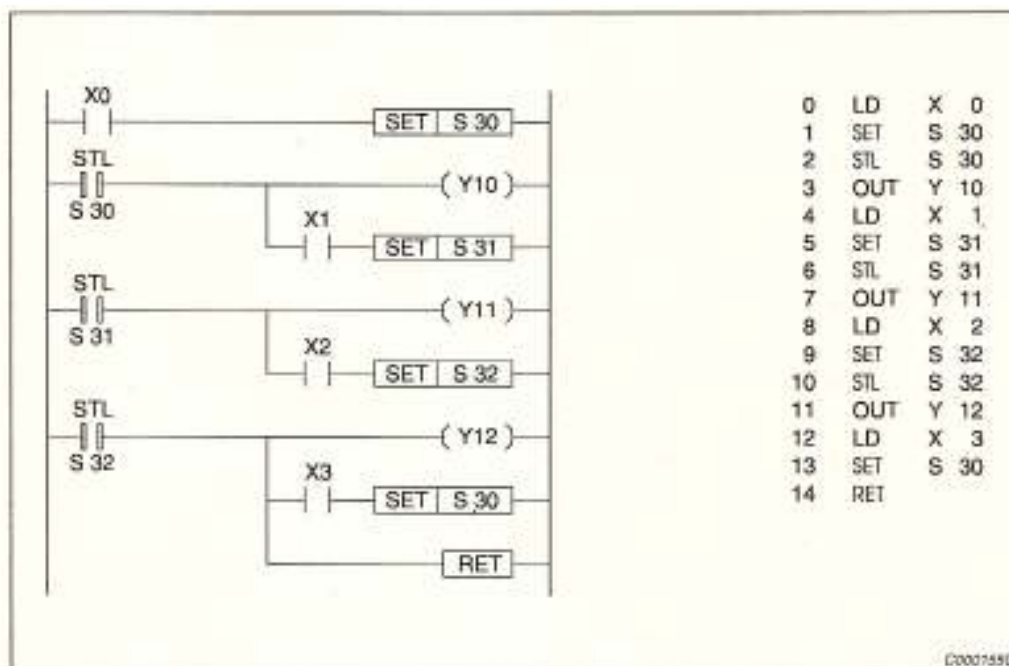 X0
SET S 30
STL
S 30
( Y10 )
X1
SET S 31
STL
S 31
( Y11 )
X2
SET S 32
STL
S 32
( Y12 )
X3
SET S 30
RET
0 LD X 0
1 SET S 30
2 STL S 30
3 OUT Y 10
4 LD X 1
5 SET S 31
6 STL S 31
7 OUT Y 11
8 LD X 2
9 SET S 32
10 STL S 32
11 OUT Y 12
12 LD X 3
13 SET S 30
14 RET